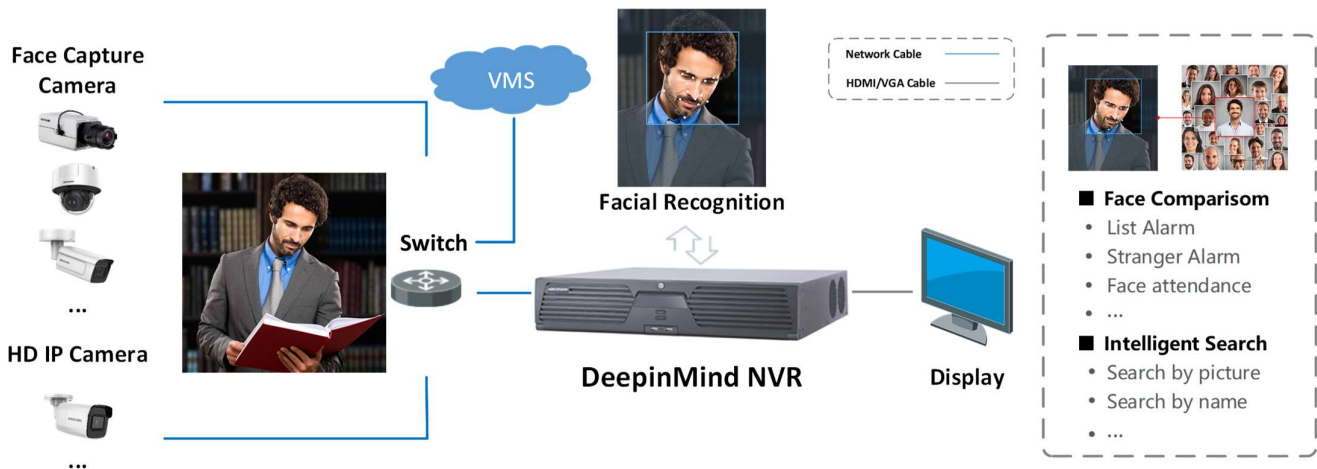 Face Capture
Camera
...
HD IP Camera
...
VMS
Switch
Facial Recognition
DeepinMind NVR
Display
Network Cable
HDMI/VGA Cable
Face Comparisom
List Alarm
Stranger Alarm
Face attendance
...
Intelligent Search
Search by picture
Search by name
...